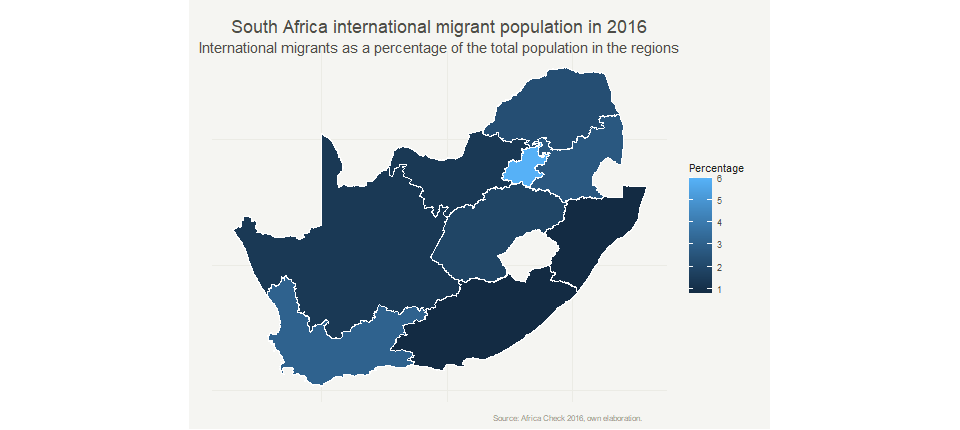 South Africa international migrant population in 2016
International migrants as a percentage of the total population in the regions
Percentage
6
5
4
3
2
1
Source: Africa Check 2016, own elaboration.